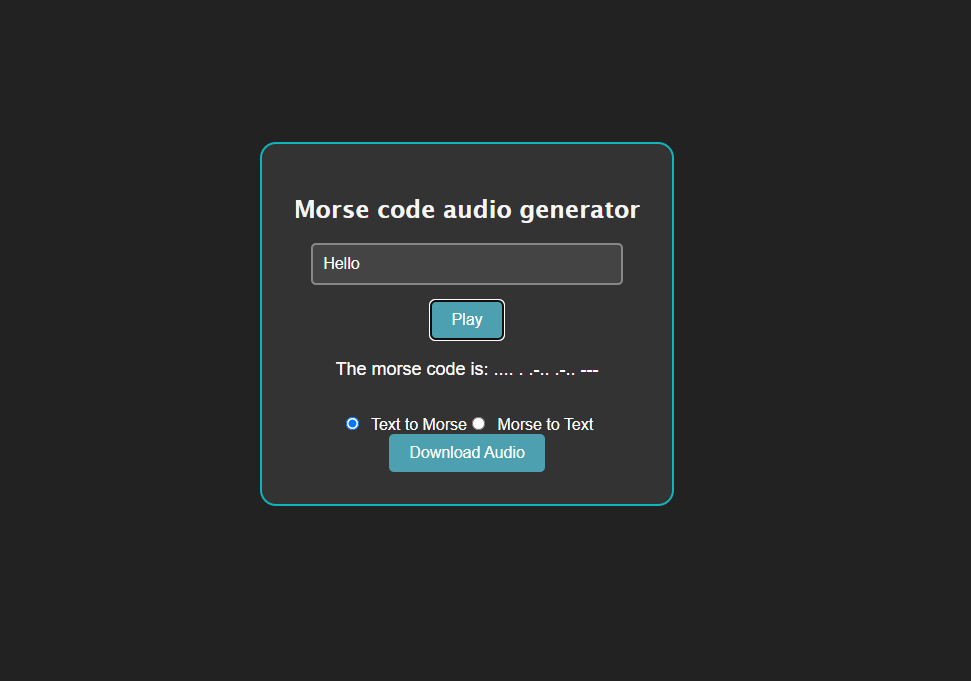 Morse code audio generator
Hello
Play
The morse code is: .... . .-.. .-.. ---
Text to Morse Morse to Text
Download Audio